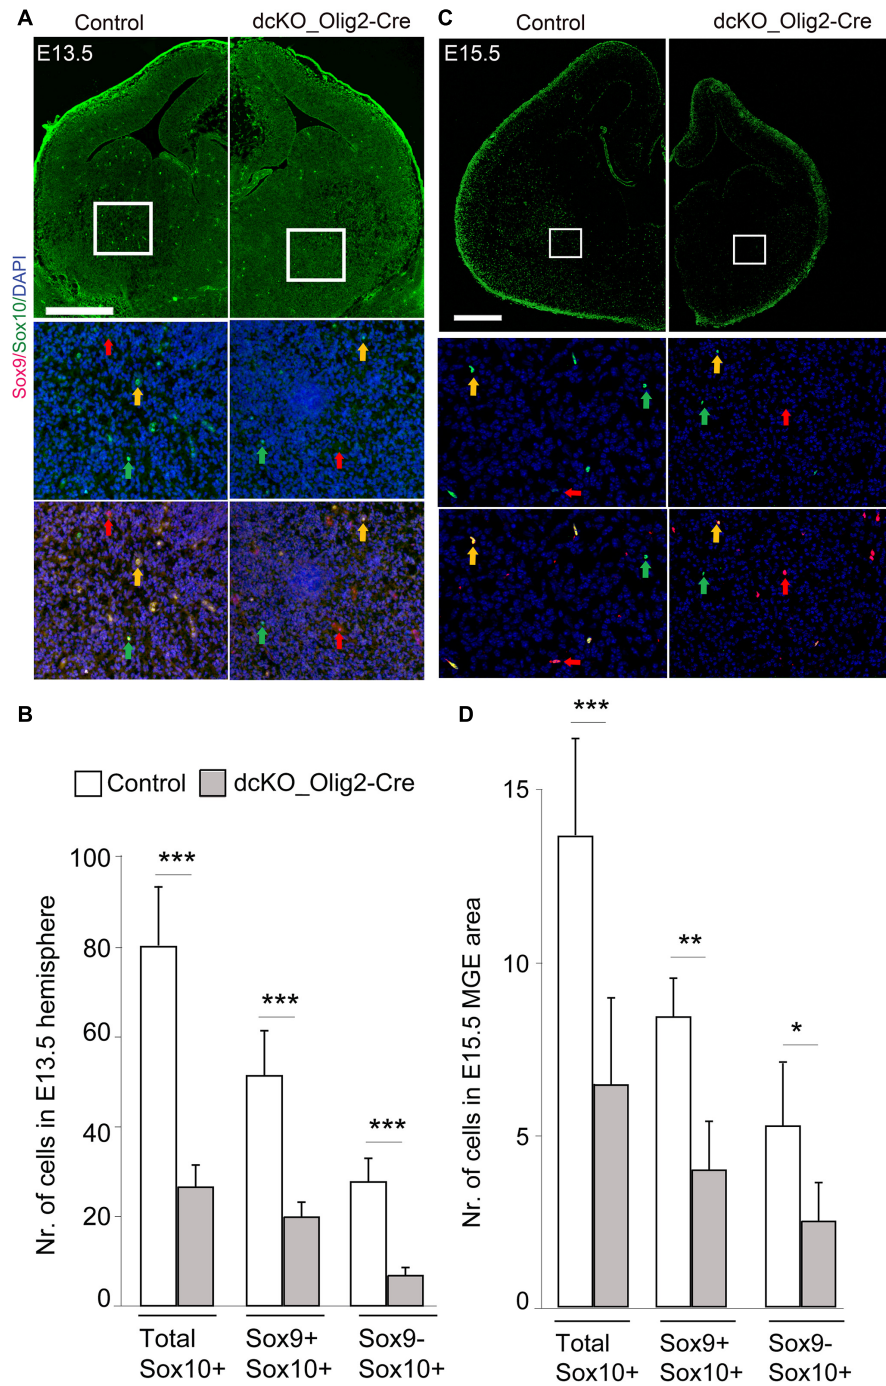 A
Control
dcKO_Olig2-Cre
E13.5
Sox9/Sox10/DAPI
C
Control
dcKO_Olig2-Cre
E15.5
B
Control
dcKO_Olig2-Cre
Nr. of cells in E13.5 hemisphere
100
80
60
40
20
0
***
***
***
Total
Sox10+
Sox9+
Sox10+
Sox9-
Sox10+
D
Nr. of cells in E15.5 MGE area
15
10
5
0
***
**
*
Total
Sox10+
Sox9+
Sox10+
Sox9-
Sox10+